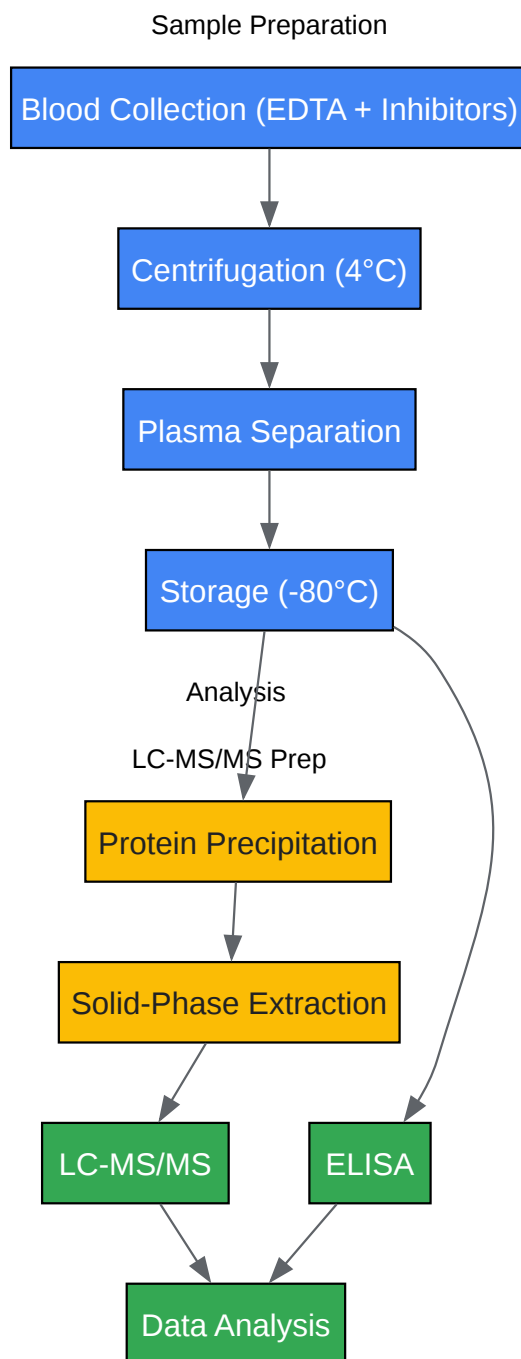 Sample Preparation
Blood Collection (EDTA + Inhibitors)
Centrifugation (4°C)
Plasma Separation
Storage (-80°C)
Analysis
LC-MS/MS Prep
Protein Precipitation
Solid-Phase Extraction
LC-MS/MS
ELISA
Data Analysis